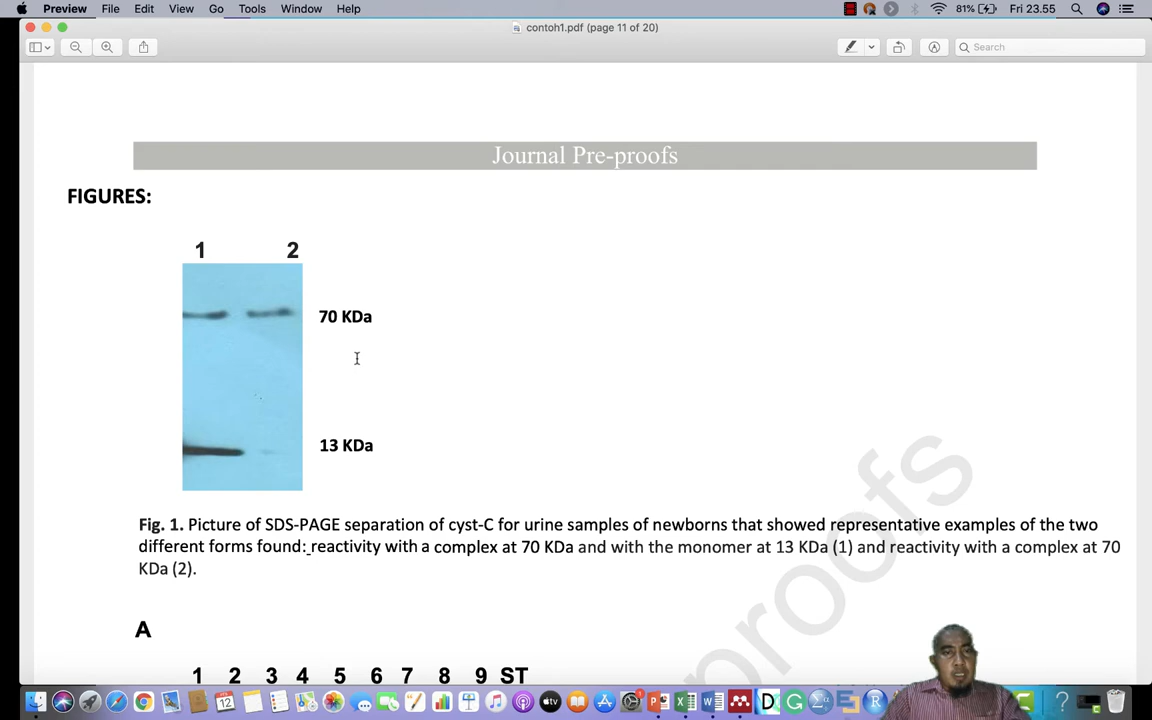 Preview File Edit View Go Tools Window Help 81% Fri 23.55
contoh1.pdf (page 11 of 20)
Search
Journal Pre-proofs
FIGURES:
1 2
70 KDa
13 KDa
Fig. 1. Picture of SDS-PAGE separation of cyst-C for urine samples of newborns that showed representative examples of the two
different forms found: reactivity with a complex at 70 KDa and with the monomer at 13 KDa (1) and reactivity with a complex at 70
KDa (2).
proofs
A
1 2 3 4 5 6 7 8 9 ST